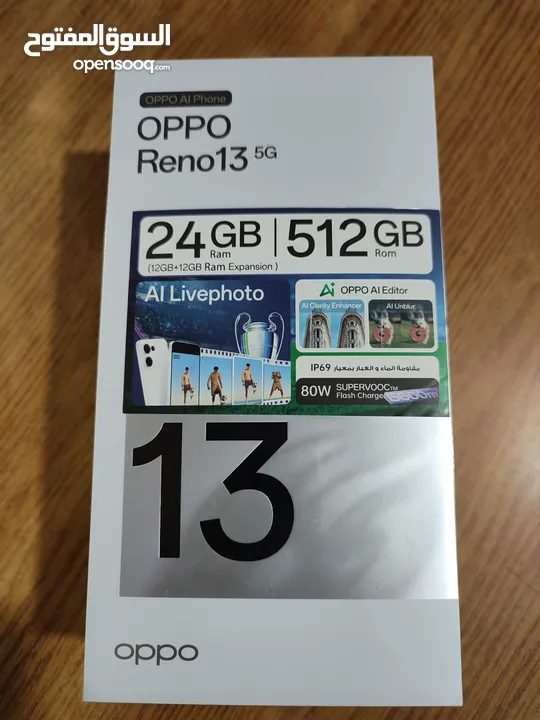 السوق المفتوح
opensooq.com
OPPO AI Phone
OPPO
Reno13 5G
24GB Ram | 512GB Rom
(12GB+12GB Ram Expansion)
AI Livephoto
OPPO AI Editor
AI Clarity Enhancer
AI Unblur
مقاومة الماء و الغبار بمعيار IP69
80W SUPERVOOC™
Flash Charge
13
oppo